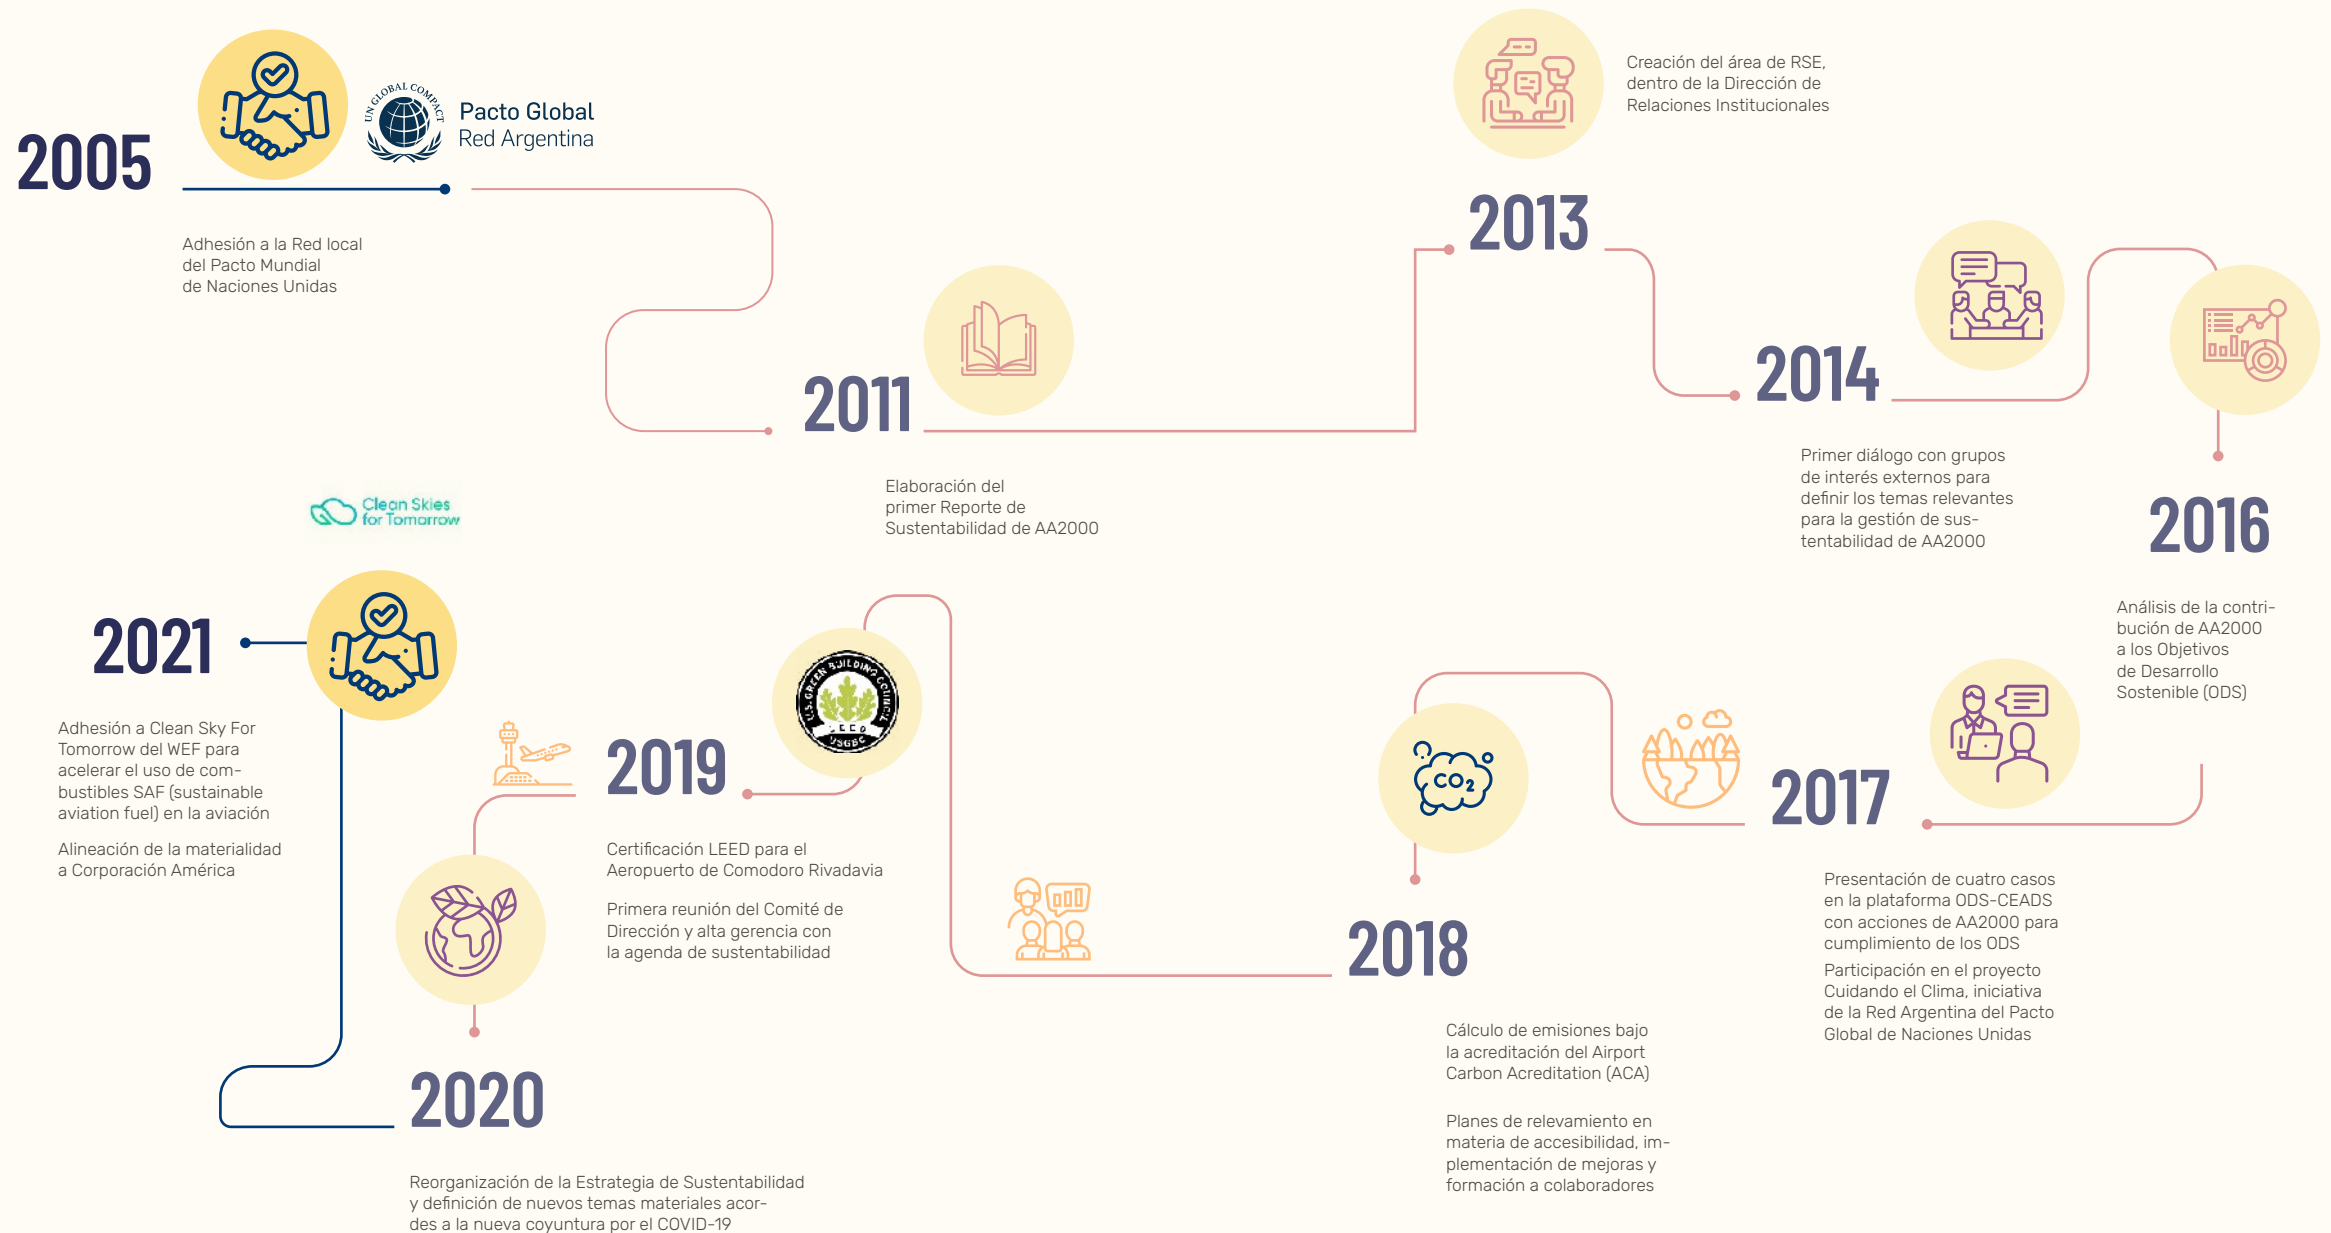 2005
UN GLOBAL COMPACT
Pacto Global
Red Argentina
Adhesión a la Red local
del Pacto Mundial
de Naciones Unidas
2011
Elaboración del
primer Reporte de
Sustentabilidad de AA2000
2013
Creación del área de RSE,
dentro de la Dirección de
Relaciones Institucionales
2014
Primer diálogo con grupos
de interés externos para
definir los temas relevantes
para la gestión de sus-
tentabilidad de AA2000
2016
Análisis de la contri-
bución de AA2000
a los Objetivos
de Desarrollo
Sostenible (ODS)
2017
Presentación de cuatro casos
en la plataforma ODS-CEADS
con acciones de AA2000 para
cumplimiento de los ODS
Participación en el proyecto
Cuidando el Clima, iniciativa
de la Red Argentina del Pacto
Global de Naciones Unidas
CO2
2018
Cálculo de emisiones bajo
la acreditación del Airport
Carbon Acreditation (ACA)
Planes de relevamiento en
materia de accesibilidad, im-
plementación de mejoras y
formación a colaboradores
U.S. GREEN BUILDING COUNCIL
LEED
USGBC
2019
Certificación LEED para el
Aeropuerto de Comodoro Rivadavia
Primera reunión del Comité de
Dirección y alta gerencia con
la agenda de sustentabilidad
2020
Reorganización de la Estrategia de Sustentabilidad
y definición de nuevos temas materiales acor-
des a la nueva coyuntura por el COVID-19
Clean Skies
for Tomorrow
2021
Adhesión a Clean Sky For
Tomorrow del WEF para
acelerar el uso de com-
bustibles SAF (sustainable
aviation fuel) en la aviación
Alineación de la materialidad
a Corporación América